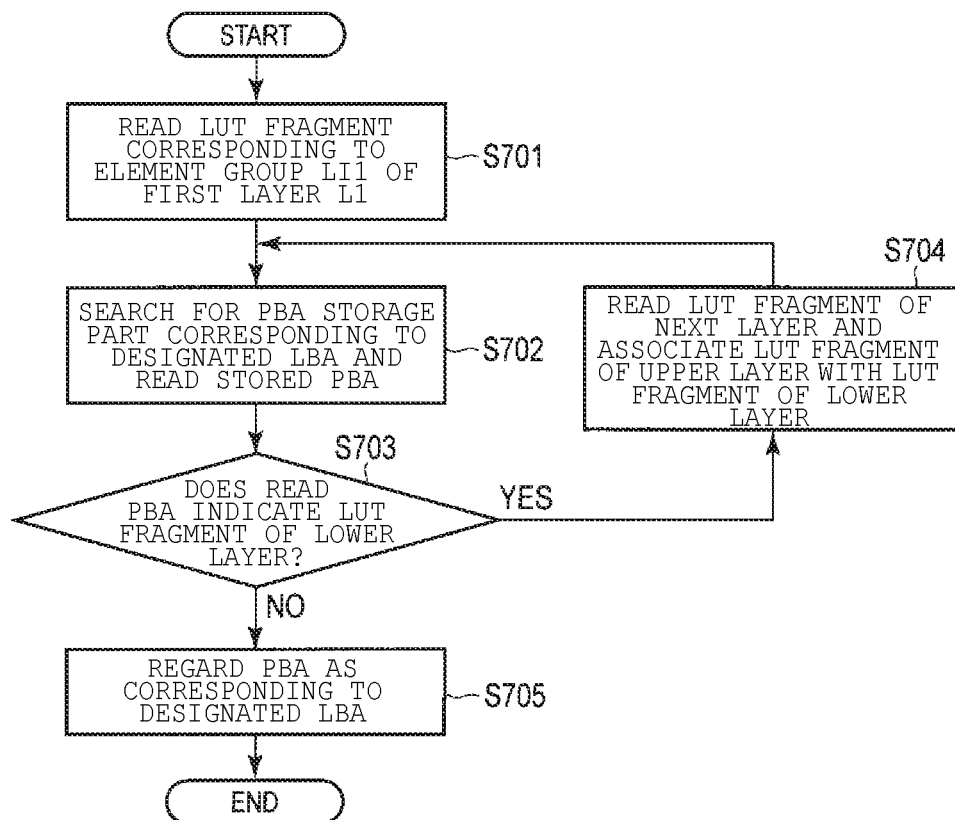 START
READ LUT FRAGMENT
CORRESPONDING TO
ELEMENT GROUP LI1 OF
FIRST LAYER L1
S701
S704
READ LUT FRAGMENT OF
NEXT LAYER AND
ASSOCIATE LUT FRAGMENT
OF UPPER LAYER WITH LUT
FRAGMENT OF LOWER
LAYER
SEARCH FOR PBA STORAGE
PART CORRESPONDING TO
DESIGNATED LBA AND
READ STORED PBA
S702
S703
DOES READ
PBA INDICATE LUT
FRAGMENT OF LOWER
LAYER?
YES
NO
REGARD PBA AS
CORRESPONDING TO
DESIGNATED LBA
S705
END